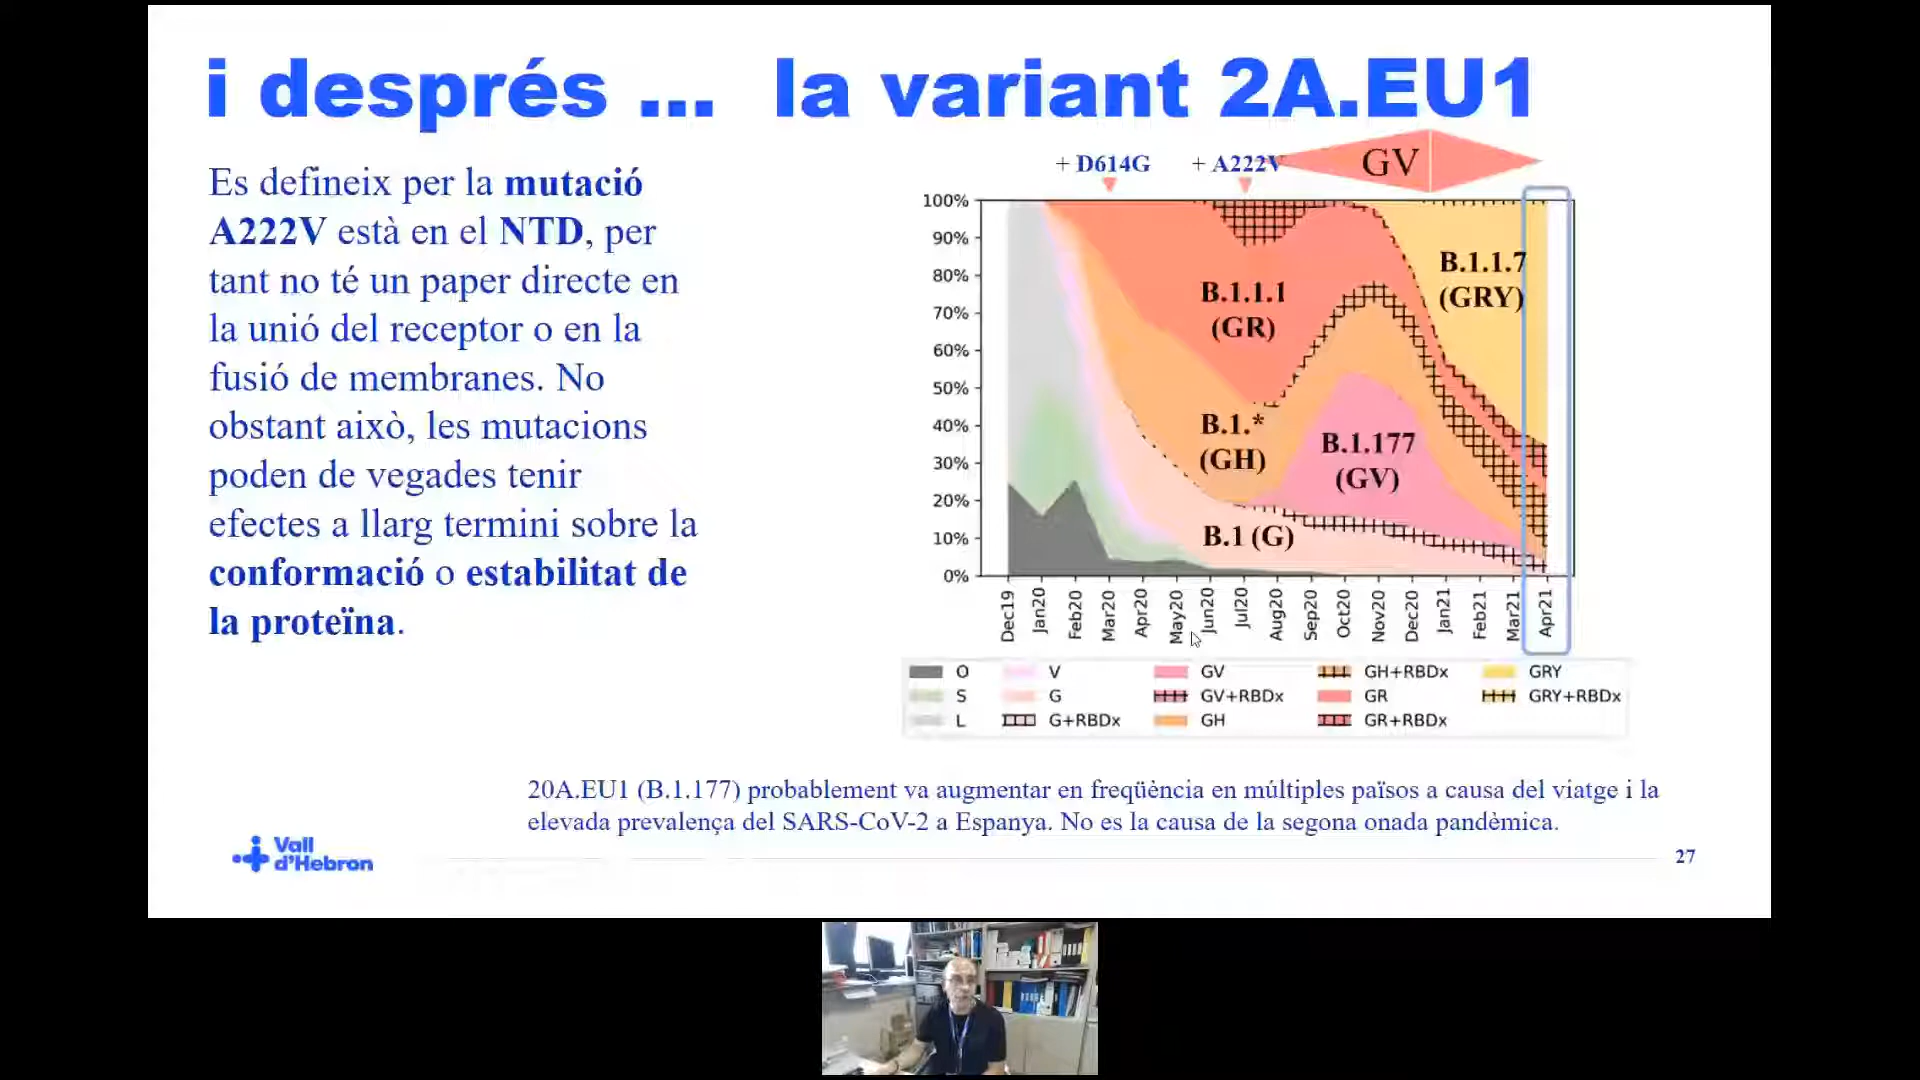 i després ... la variant 2A.EU1
Es defineix per la mutació
A222V està en el NTD, per
tant no té un paper directe en
la unió del receptor o en la
fusió de membranes. No
obstant això, les mutacions
poden de vegades tenir
efectes a llarg termini sobre la
conformació o estabilitat de
la proteïna.
+ D614G
+ A222V
GV
100%
90%
80%
70%
60%
50%
40%
30%
20%
10%
0%
B.1.1.7
(GRY)
B.1.1.1
(GR)
B.1.*
(GH)
B.1.177
(GV)
B.1 (G)
Dec19
Jan20
Feb20
Mar20
Apr20
May20
Jun20
Jul20
Aug20
Sep20
Oct20
Nov20
Dec20
Jan21
Feb21
Mar21
Apr21
O V GV GH+RBDx GRY
S G GV+RBDx GR GRY+RBDx
L G+RBDx GH GR+RBDx
20A.EU1 (B.1.177) probablement va augmentar en freqüència en múltiples països a causa del viatge i la
elevada prevalença del SARS-CoV-2 a Espanya. No es la causa de la segona onada pandèmica.
Vall
d'Hebron
27